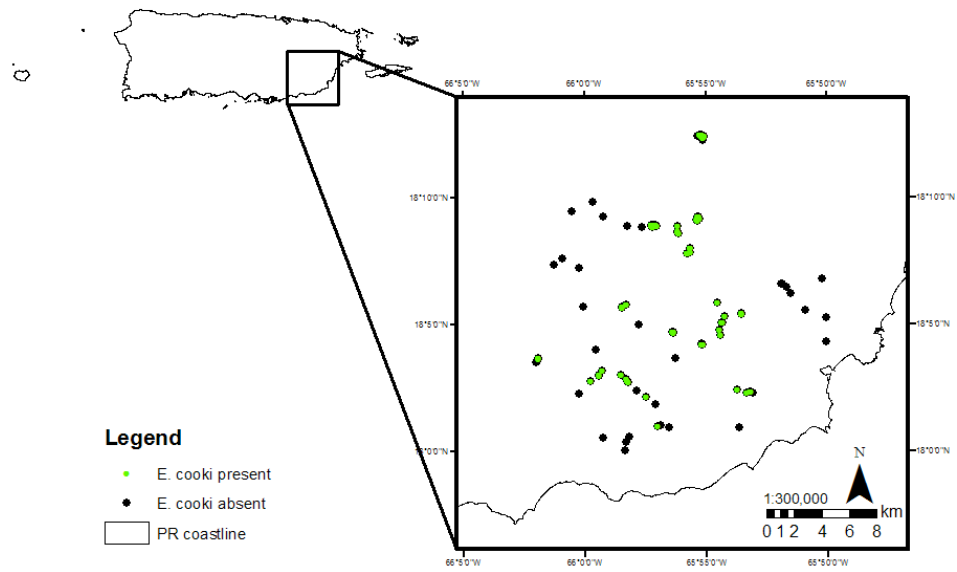 66°5'0"W 66°0'0"W 65°55'0"W 65°50'0"W
18°10'0"N 18°10'0"N
18°5'0"N 18°5'0"N
18°0'0"N 18°0'0"N
Legend
E. cooki present
E. cooki absent
PR coastline
N
1:300,000
km
0 1 2 4 6 8
66°5'0"W 66°0'0"W 65°55'0"W 65°50'0"W